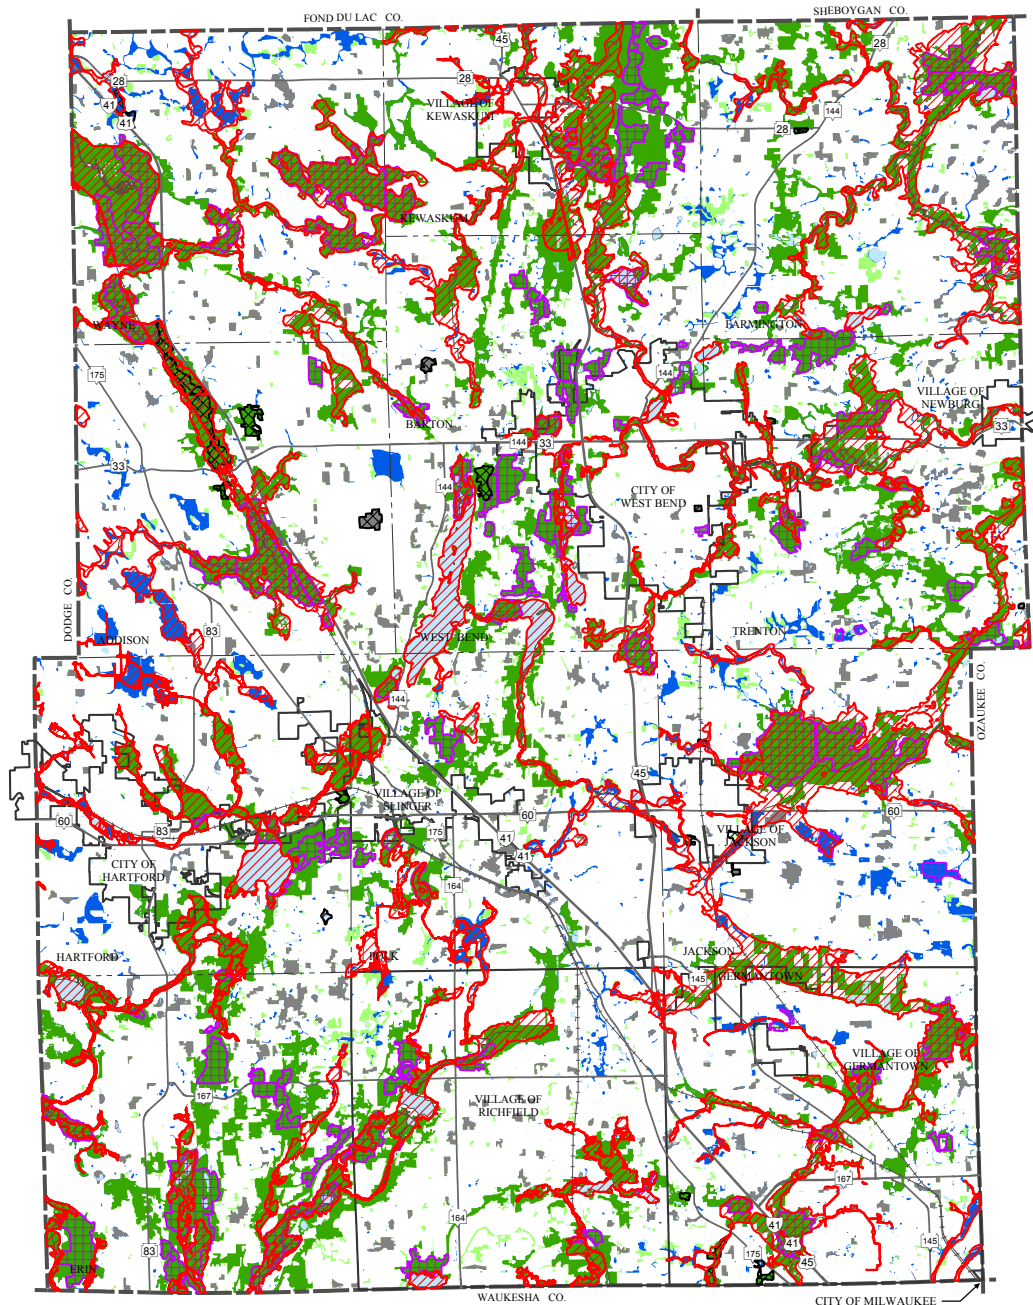 FOND DU LAC CO.
SHEBOYGAN CO.
45
28
28
28
41
41
VILLAGE OF
KEWASKUM
144
28
KEWASKUM
WAYNE
FARMINGTON
175
144
VILLAGE OF
NEWBURG
BARTON
33
144
33
33
144
CITY OF
WEST BEND
DODGE CO.
83
ADDISON
WEST BEND
TRENTON
OZAUKEE CO.
144
45
VILLAGE OF
SLINGER
60
83
175
60
60
41
41
VILLAGE OF
JACKSON
CITY OF
HARTFORD
164
HARTFORD
POLK
JACKSON
145
GERMANTOWN
VILLAGE OF
GERMANTOWN
167
VILLAGE OF
RICHFIELD
167
164
41
41
45
175
145
83
ERIN
WAUKESHA CO.
CITY OF MILWAUKEE